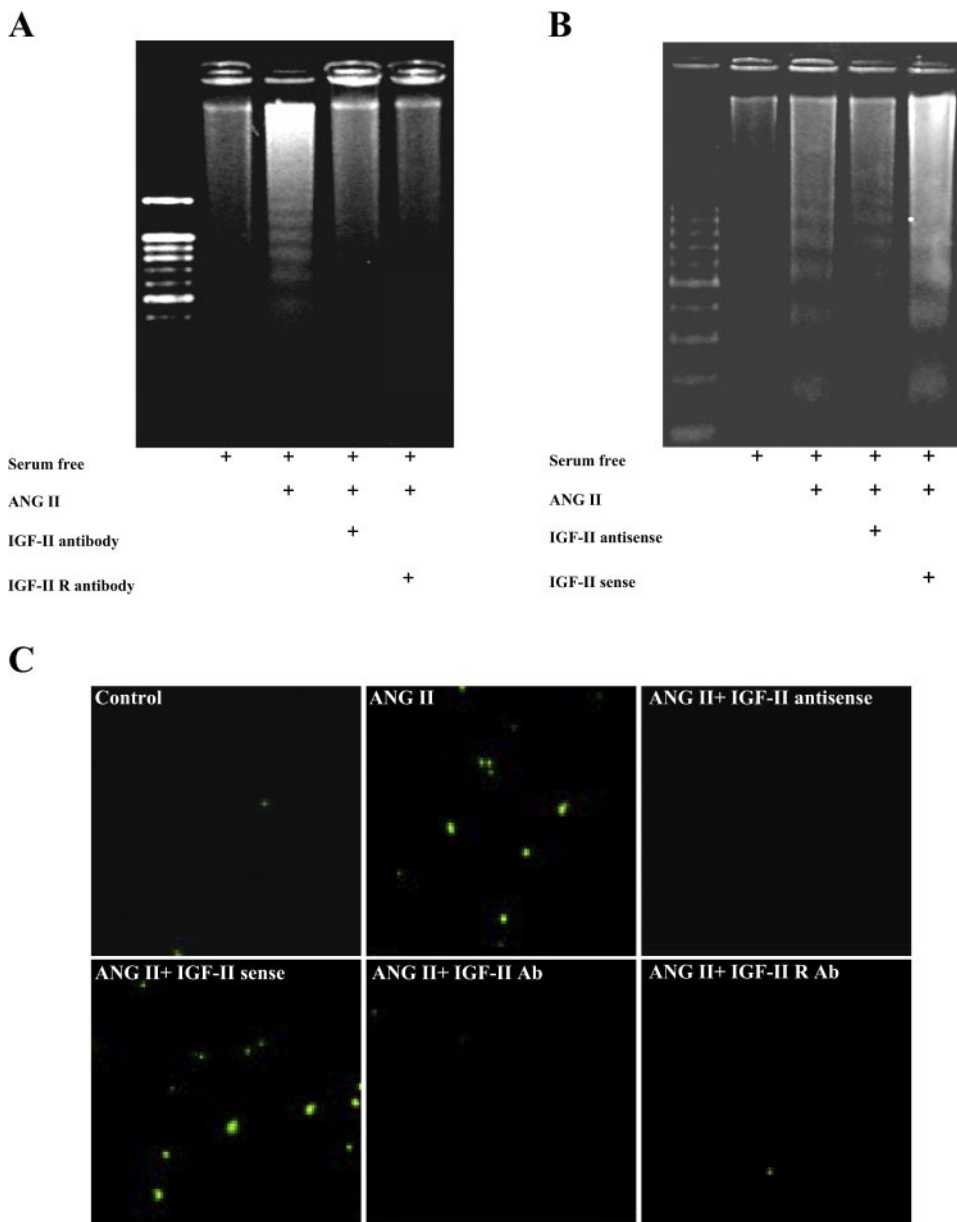 A
B
Serum free + + + +
ANG II + + +
IGF-II antibody +
IGF-II R antibody +
Serum free + + + +
ANG II + + +
IGF-II antisense +
IGF-II sense +
C
Control
ANG II
ANG II+ IGF-II antisense
ANG II+ IGF-II sense
ANG II+ IGF-II Ab
ANG II+ IGF-II R Ab